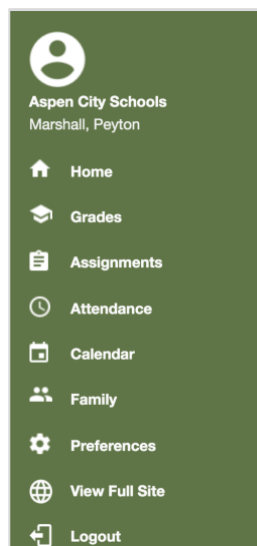 Aspen City Schools
Marshall, Peyton
Home
Grades
Assignments
Attendance
Calendar
Family
Preferences
View Full Site
Logout